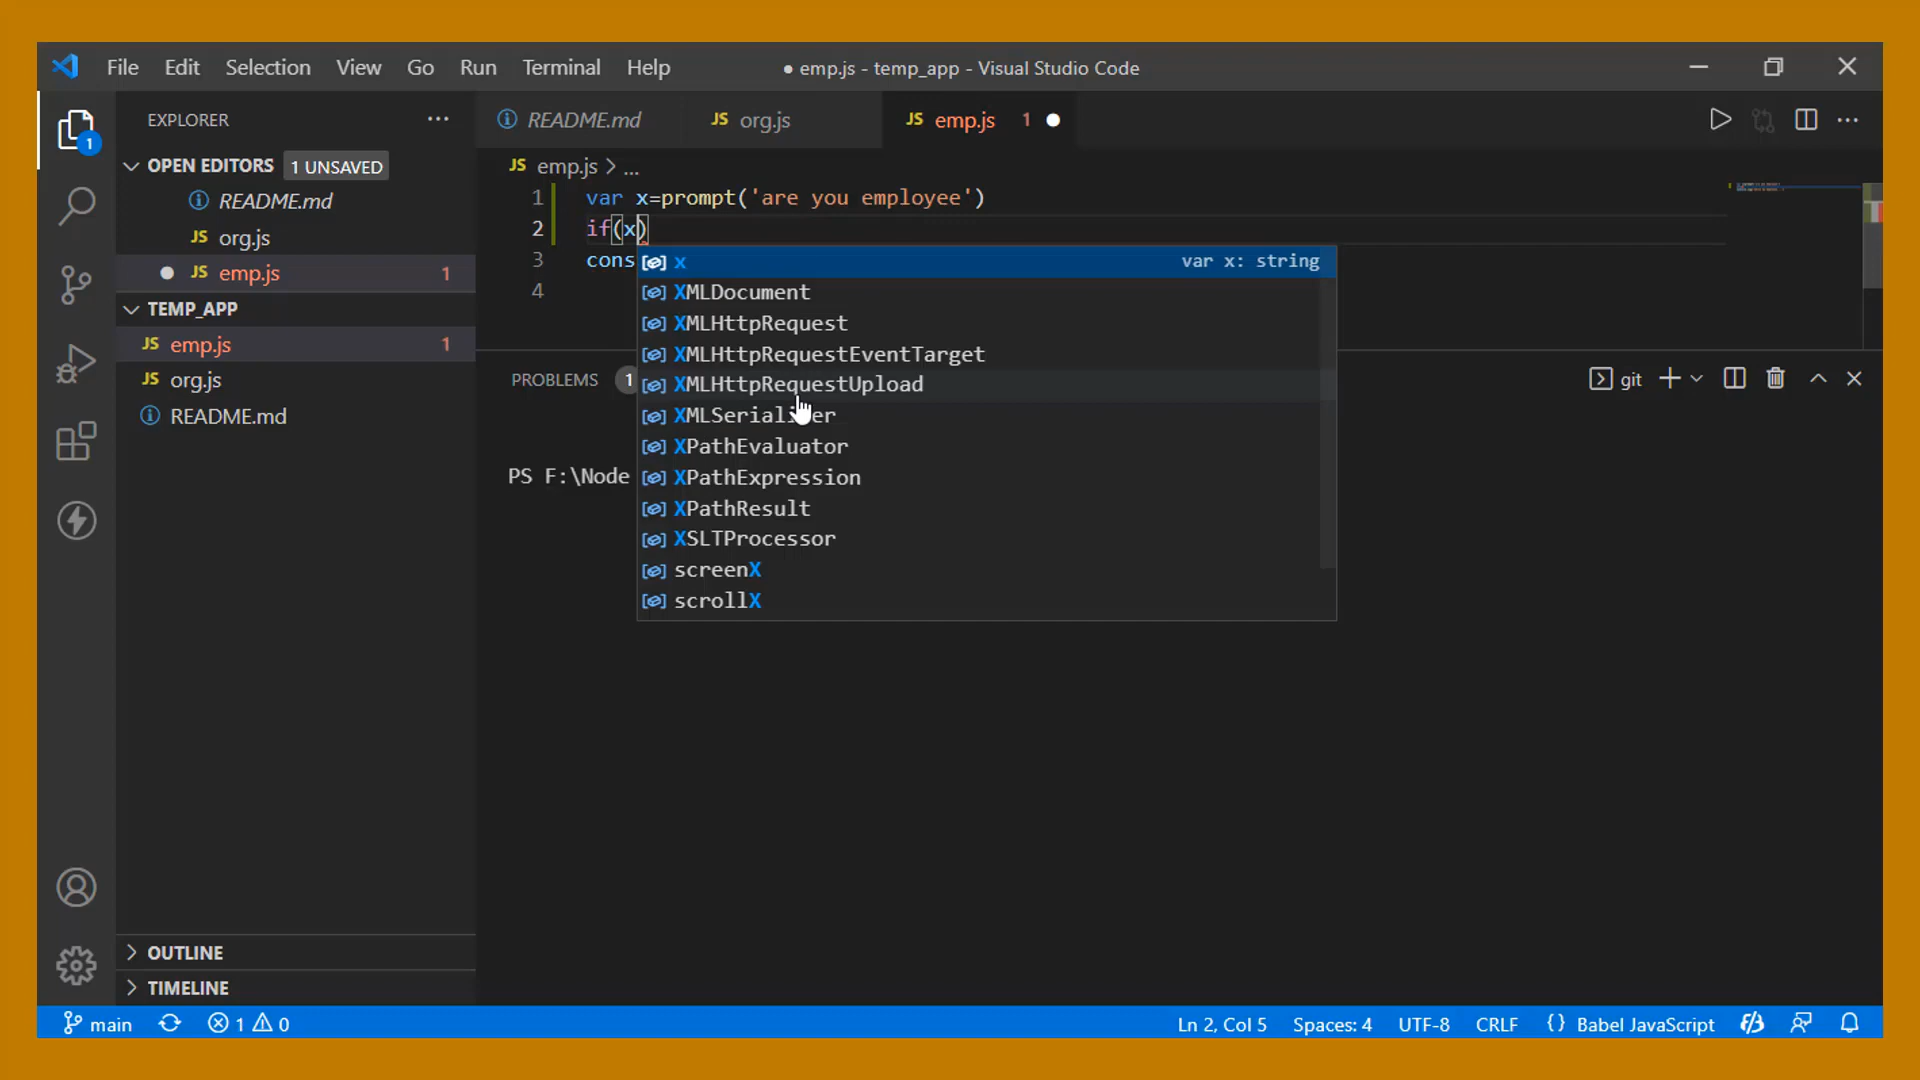 File Edit Selection View Go Run Terminal Help
● emp.js - temp_app - Visual Studio Code
EXPLORER
OPEN EDITORS 1 UNSAVED
README.md
JS org.js
JS emp.js 1
TEMP_APP
JS emp.js 1
JS org.js
README.md
OUTLINE
TIMELINE
1
README.md JS org.js JS emp.js 1
JS emp.js > ...
1 var x=prompt('are you employee')
2 if(x)
3 cons
4
x var x: string
XMLDocument
XMLHttpRequest
XMLHttpRequestEventTarget
XMLHttpRequestUpload
XMLSerializer
XPathEvaluator
XPathExpression
XPathResult
XSLTProcessor
screenX
scrollX
PROBLEMS 1
git
PS F:\Node
main 1 0
Ln 2, Col 5 Spaces: 4 UTF-8 CRLF {} Babel JavaScript